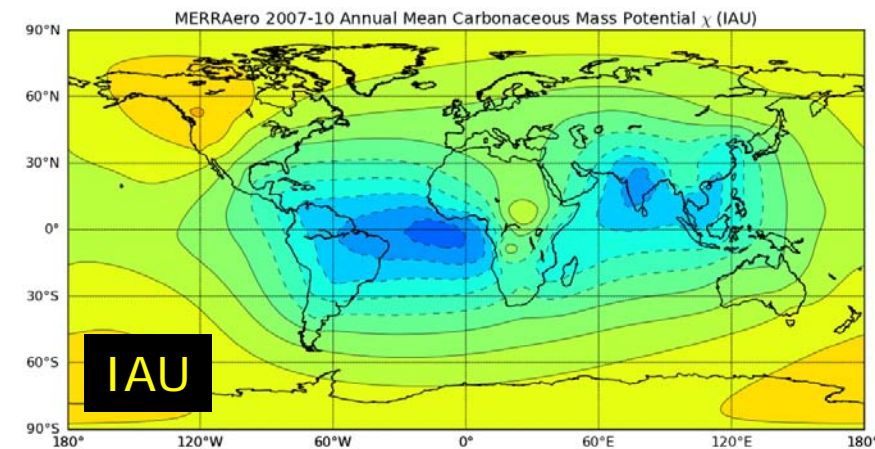 MERRAero 2007-10 Annual Mean Carbonaceous Mass Potential χ (IAU)
90°N
60°N
30°N
0°
30°S
60°S
90°S
IAU
180° 120°W 60°W 0° 60°E 120°E 180°